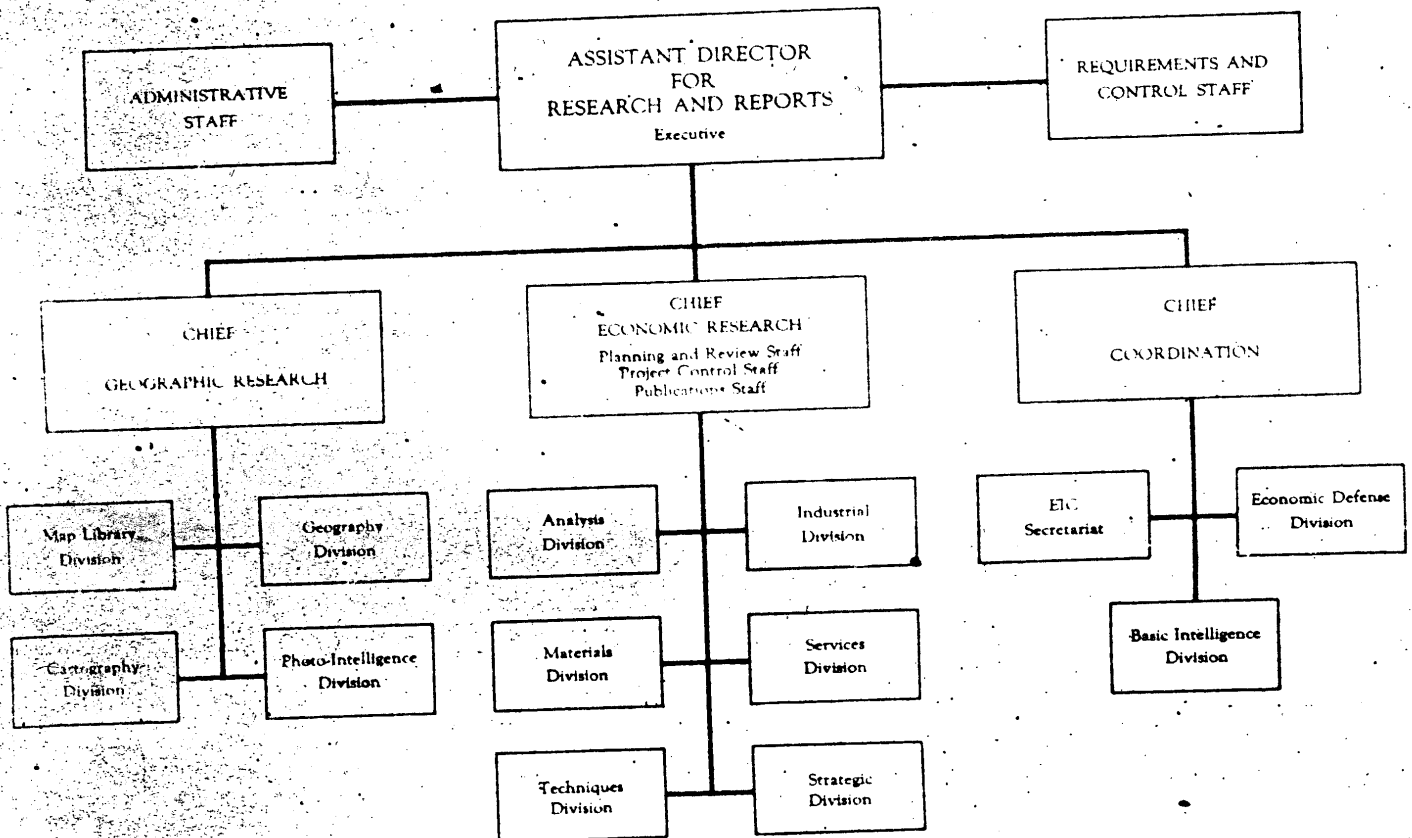 ADMINISTRATIVE
STAFF
ASSISTANT DIRECTOR
FOR
RESEARCH AND REPORTS
Executive
REQUIREMENTS AND
CONTROL STAFF
CHIEF
GEOGRAPHIC RESEARCH
CHIEF
ECONOMIC RESEARCH
Planning and Review Staff
Project Control Staff
Publications Staff
CHIEF
COORDINATION
Map Library
Division
Geography
Division
Cartography
Division
Photo-Intelligence
Division
Analysis
Division
Industrial
Division
Materials
Division
Services
Division
Techniques
Division
Strategic
Division
EIC
Secretariat
Economic Defense
Division
Basic Intelligence
Division